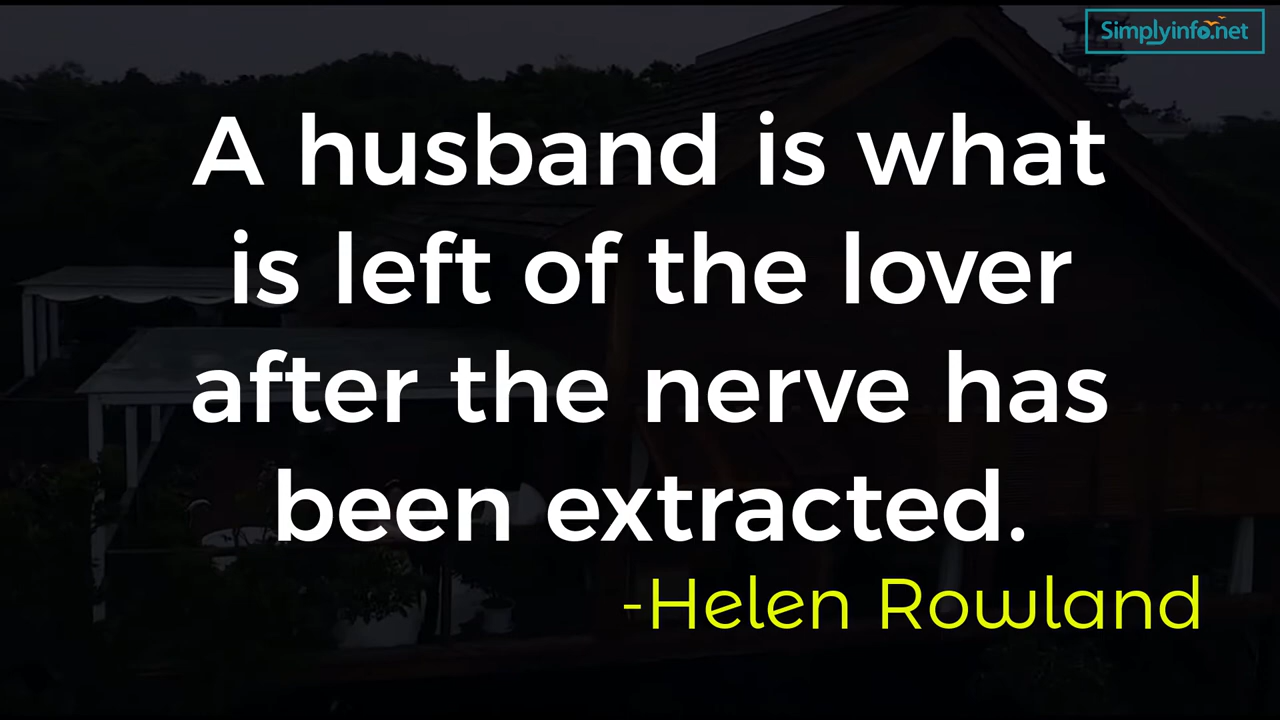 Simplyinfo.net
A husband is what
is left of the lover
after the nerve has
been extracted.
-Helen Rowland